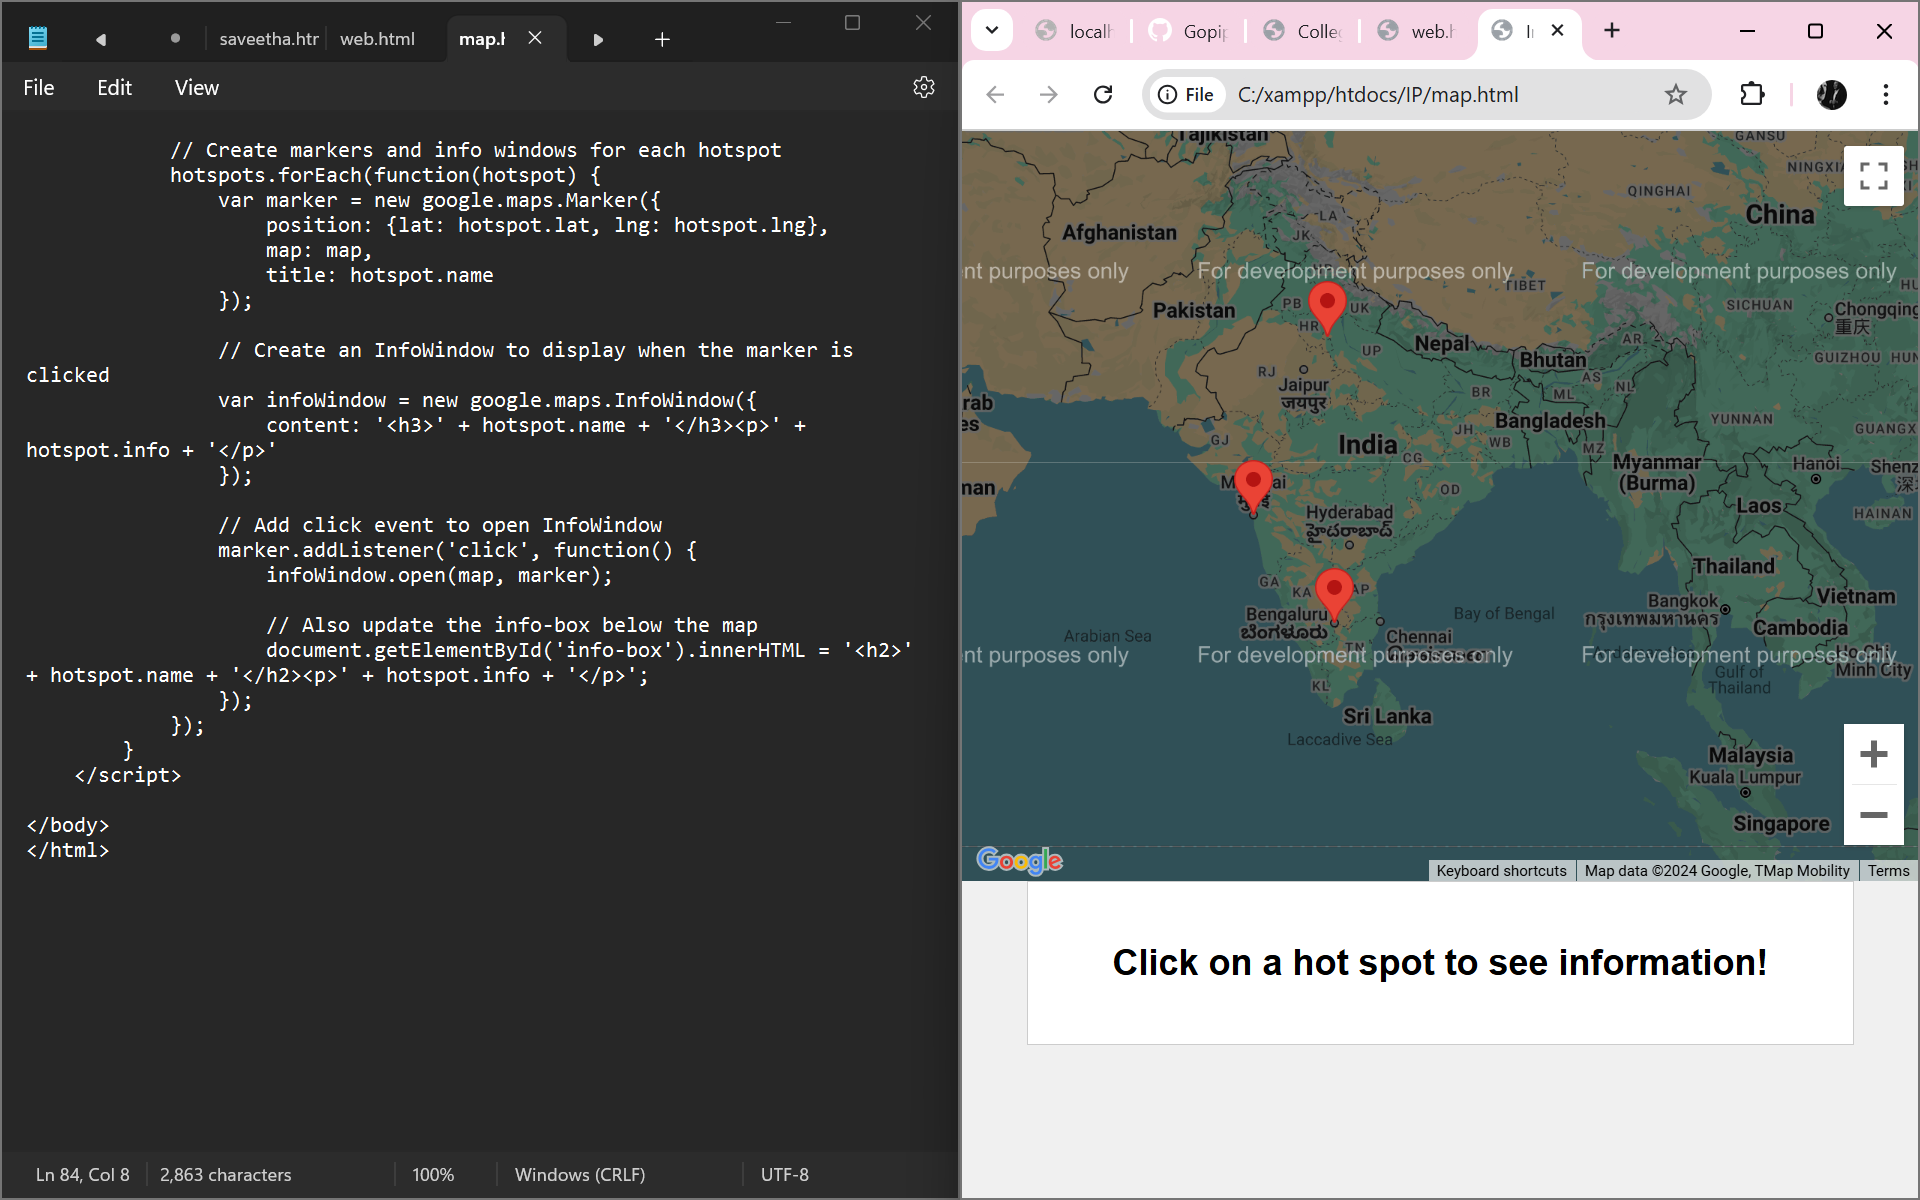 saveetha.htr
web.html
map.h
File
Edit
View
// Create markers and info windows for each hotspot
hotspots.forEach(function(hotspot) {
var marker = new google.maps.Marker({
position: {lat: hotspot.lat, lng: hotspot.lng},
map: map,
title: hotspot.name
});
// Create an InfoWindow to display when the marker is
clicked
var infoWindow = new google.maps.InfoWindow({
content: '<h3>' + hotspot.name + '</h3><p>' +
hotspot.info + '</p>'
});
// Add click event to open InfoWindow
marker.addListener('click', function() {
infoWindow.open(map, marker);
// Also update the info-box below the map
document.getElementById('info-box').innerHTML = '<h2>'
+ hotspot.name + '</h2><p>' + hotspot.info + '</p>';
});
});
}
</script>
</body>
</html>
Ln 84, Col 8
2,863 characters
100%
Windows (CRLF)
UTF-8
localh
Gopip
Colleg
web.h
File
C:/xampp/htdocs/IP/map.html
Tajikistan
GANSU
NINGXIA
QINGHAI
China
LA
Afghanistan
JK
nt purposes only
For development purposes only
For development purposes only
TIBET
PB
UK
Pakistan
SICHUAN
Chongqing
重庆
HR
Nepal
AR
UP
Bhutan
GUIZHOU
HUN
RJ
Jaipur
जयपुर
AS
NL
BR
ML
rab
es
Bangladesh
YUNNAN
GUANGX
GJ
India
JH
WB
CG
MZ
Myanmar
(Burma)
Hanoi
Shenz
深
man
OD
Laos
Hyderabad
హైదరాబాద్
HAINAN
Thailand
GA
KA
AP
Bengaluru
ಬೆಂಗಳೂರು
Bay of Bengal
Bangkok
กรุงเทพมหานคร
Vietnam
Cambodia
Arabian Sea
Chennai
TN
nt purposes only
For development purposes only
For development purposes only
Ho Chi
Minh City
Gulf of
Thailand
KL
Sri Lanka
Laccadive Sea
Malaysia
Kuala Lumpur
Singapore
Google
Keyboard shortcuts
Map data ©2024 Google, TMap Mobility
Terms
Click on a hot spot to see information!